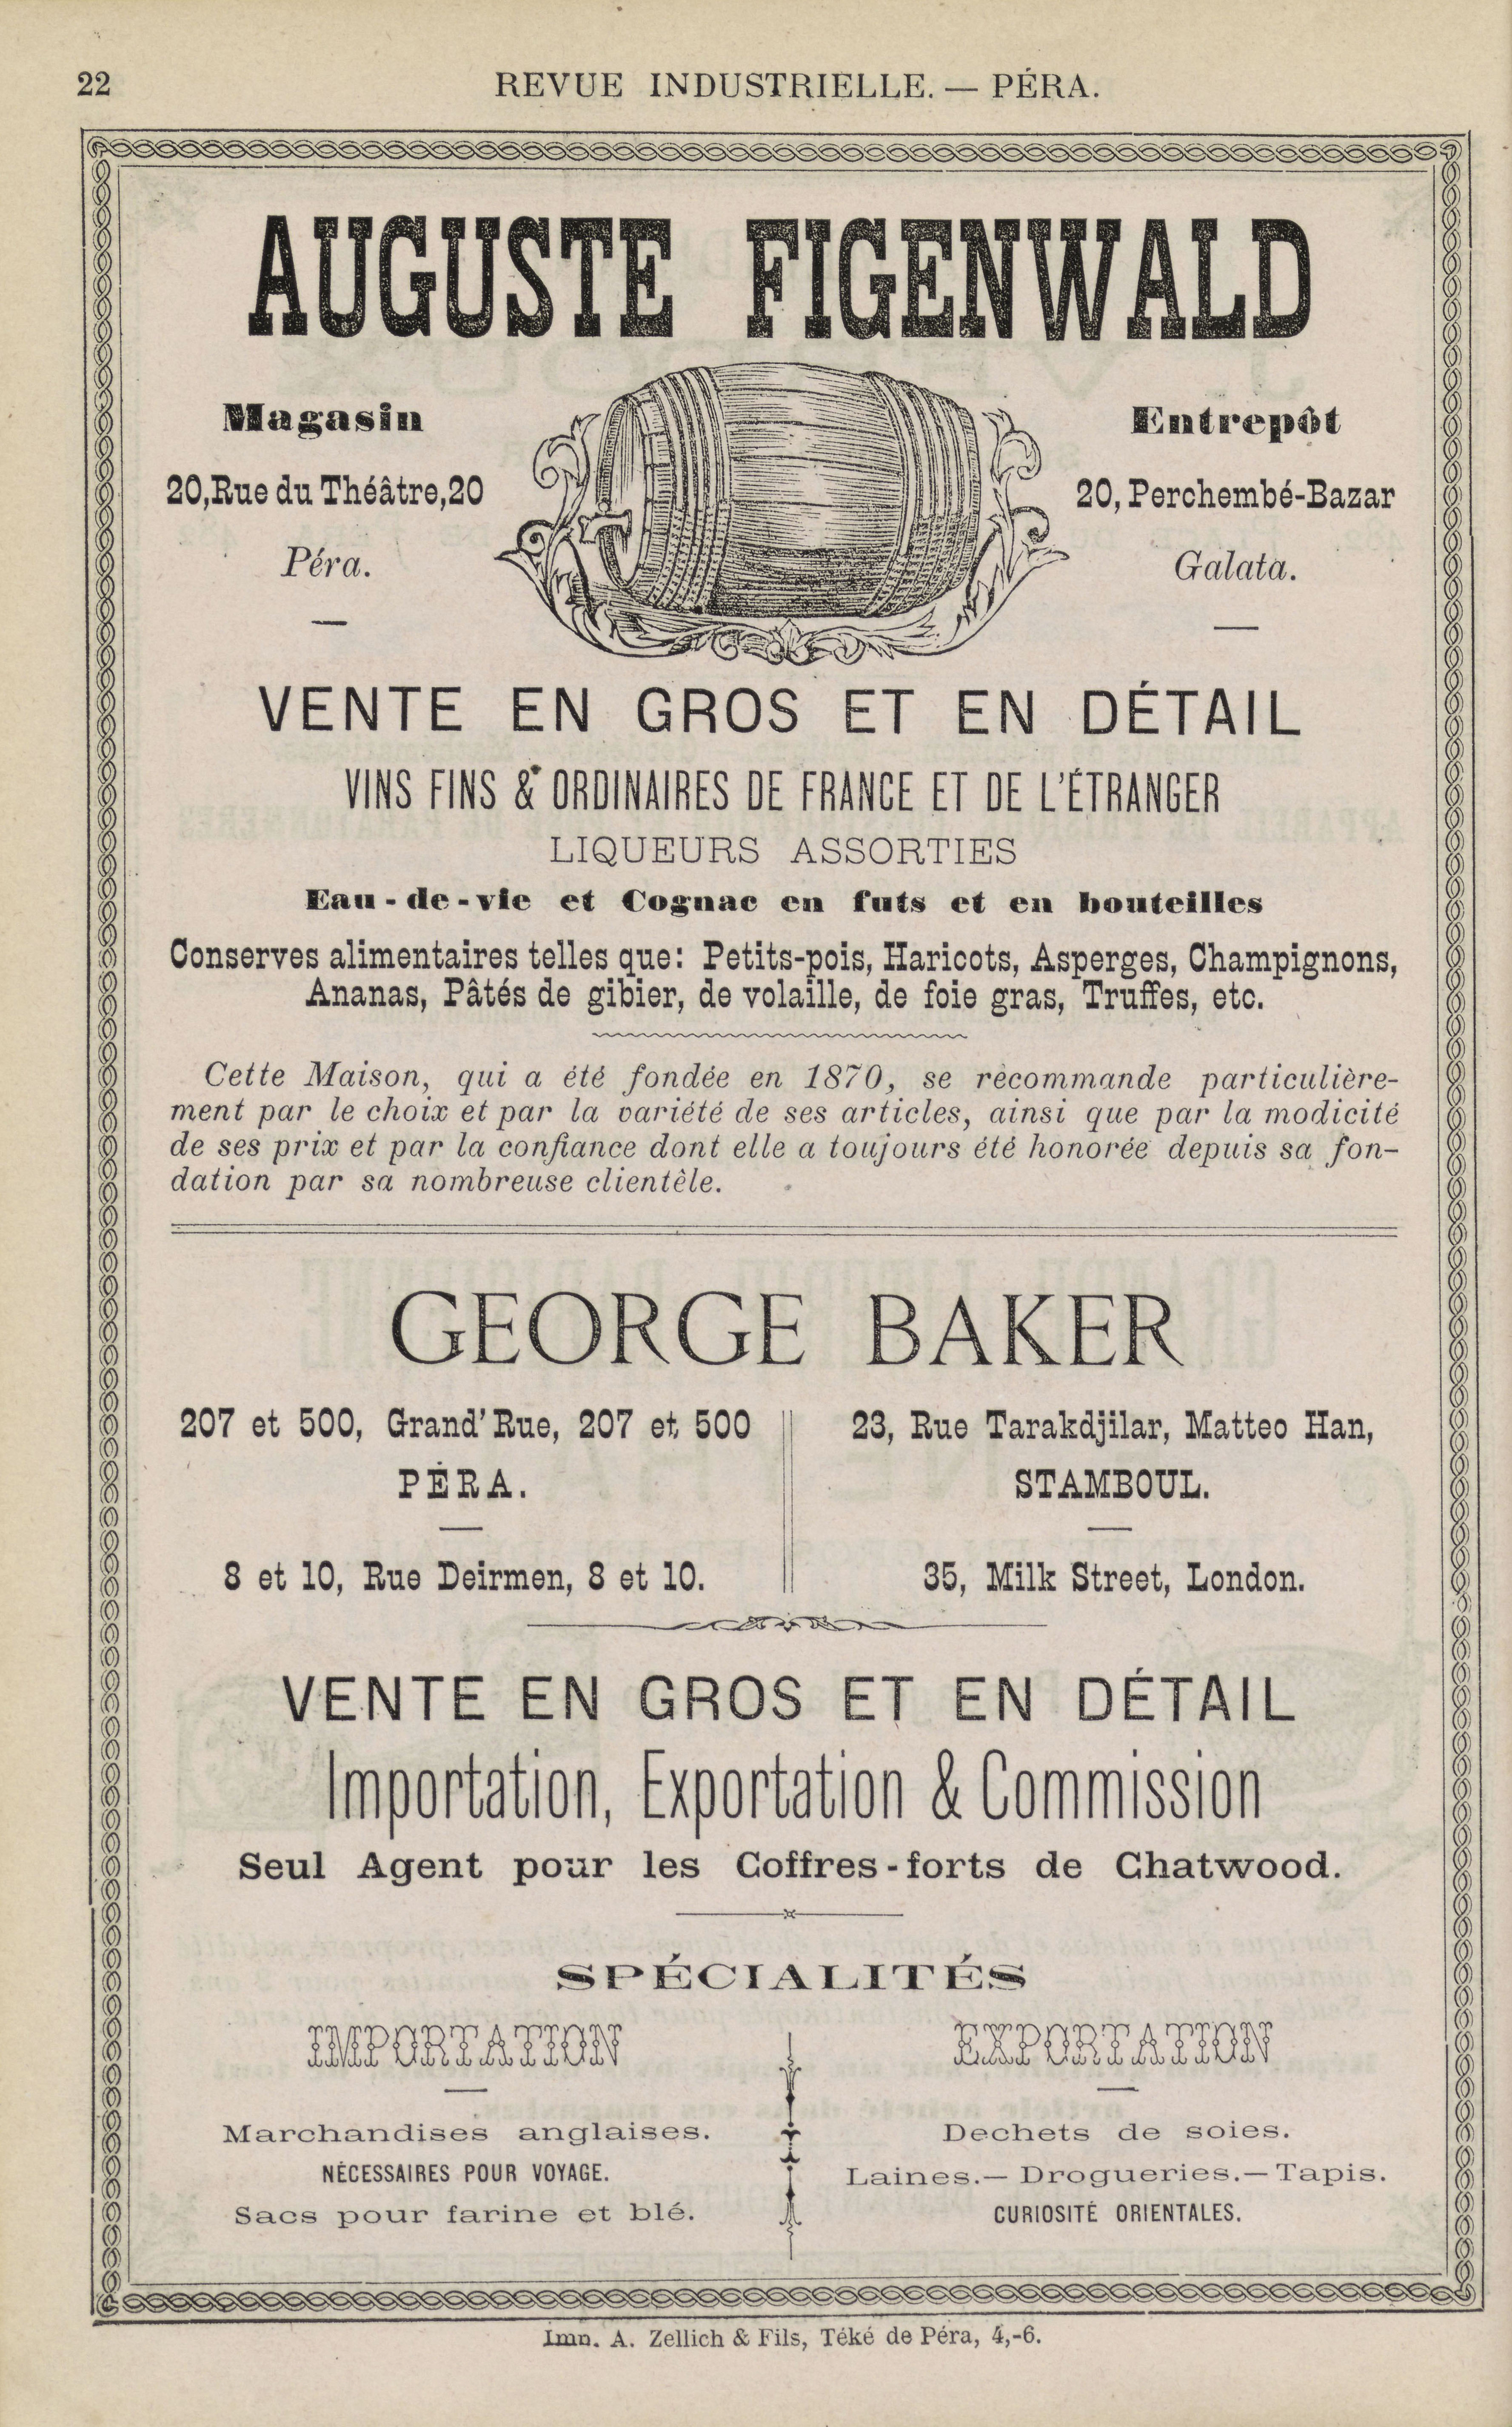 22
REVUE INDUSTRIELLE. — PÉRA.
AUGUSTE FIGENWALD
Magasin
20, Rue du Théâtre, 20
Péra.
Entrepôt
20, Perchembé-Bazar
Galata.
VENTE EN GROS ET EN DÉTAIL
VINS FINS & ORDINAIRES DE FRANCE ET DE L'ÉTRANGER
LIQUEURS ASSORTIES
Eau-de-vie et Cognac en futs et en bouteilles
Conserves alimentaires telles que: Petits-pois, Haricots, Asperges, Champignons,
Ananas, Pâtés de gibier, de volaille, de foie gras, Truffes, etc.
Cette Maison, qui a été fondée en 1870, se recommande particulière-
ment par le choix et par la variété de ses articles, ainsi que par la modicité
de ses prix et par la confiance dont elle a toujours été honorée depuis sa fon-
dation par sa nombreuse clientèle.
GEORGE BAKER
207 et 500, Grand'Rue, 207 et 500
PÉRA.
8 et 10, Rue Deirmen, 8 et 10.
23, Rue Tarakdjilar, Matteo Han,
STAMBOUL.
35, Milk Street, London.
VENTE EN GROS ET EN DÉTAIL
Importation, Exportation & Commission
Seul Agent pour les Coffres-forts de Chatwood.
SPÉCIALITÉS
IMPORTATION
Marchandises anglaises.
NÉCESSAIRES POUR VOYAGE.
Sacs pour farine et blé.
EXPORTATION
Dechets de soies.
Laines.— Drogueries.— Tapis.
CURIOSITÉ ORIENTALES.
Imp. A. Zellich & Fils, Téké de Péra, 4,-6.